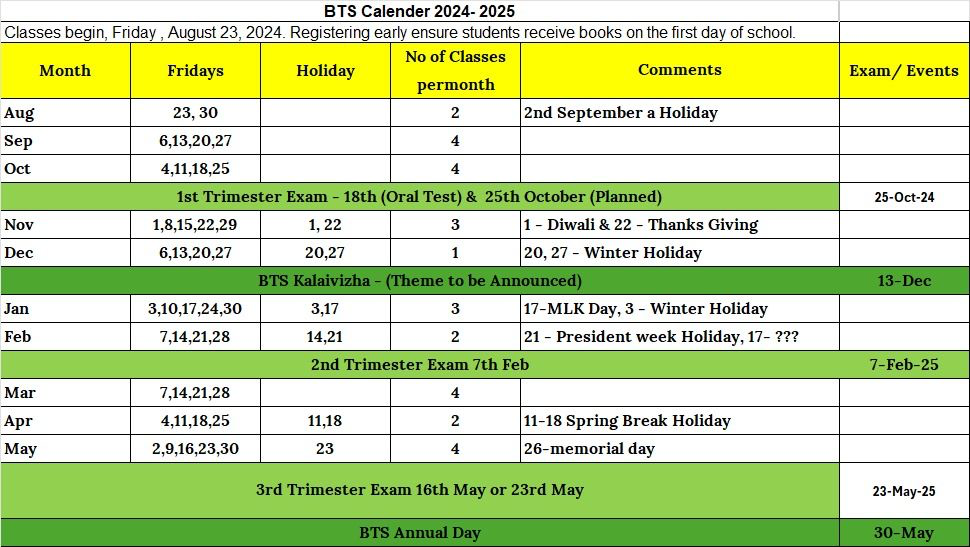 BTS Calender 2024- 2025
Classes begin, Friday , August 23, 2024. Registering early ensure students receive books on the first day of school.
Month Fridays Holiday No of Classes permonth Comments Exam/ Events
Aug 23, 30 2 2nd September a Holiday
Sep 6,13,20,27 4
Oct 4,11,18,25 4
1st Trimester Exam - 18th (Oral Test) & 25th October (Planned) 25-Oct-24
Nov 1,8,15,22,29 1, 22 3 1 - Diwali & 22 - Thanks Giving
Dec 6,13,20,27 20,27 1 20, 27 - Winter Holiday
BTS Kalaivizha - (Theme to be Announced) 13-Dec
Jan 3,10,17,24,30 3,17 3 17-MLK Day, 3 - Winter Holiday
Feb 7,14,21,28 14,21 2 21 - President week Holiday, 17- ???
2nd Trimester Exam 7th Feb 7-Feb-25
Mar 7,14,21,28 4
Apr 4,11,18,25 11,18 2 11-18 Spring Break Holiday
May 2,9,16,23,30 23 4 26-memorial day
3rd Trimester Exam 16th May or 23rd May 23-May-25
BTS Annual Day 30-May